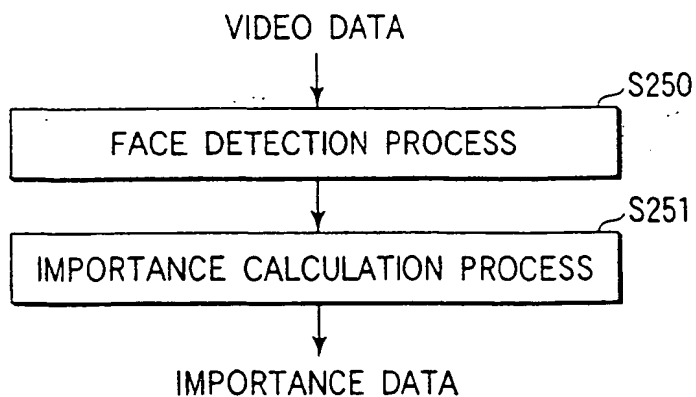 VIDEO DATA
S250
FACE DETECTION PROCESS
S251
IMPORTANCE CALCULATION PROCESS
IMPORTANCE DATA